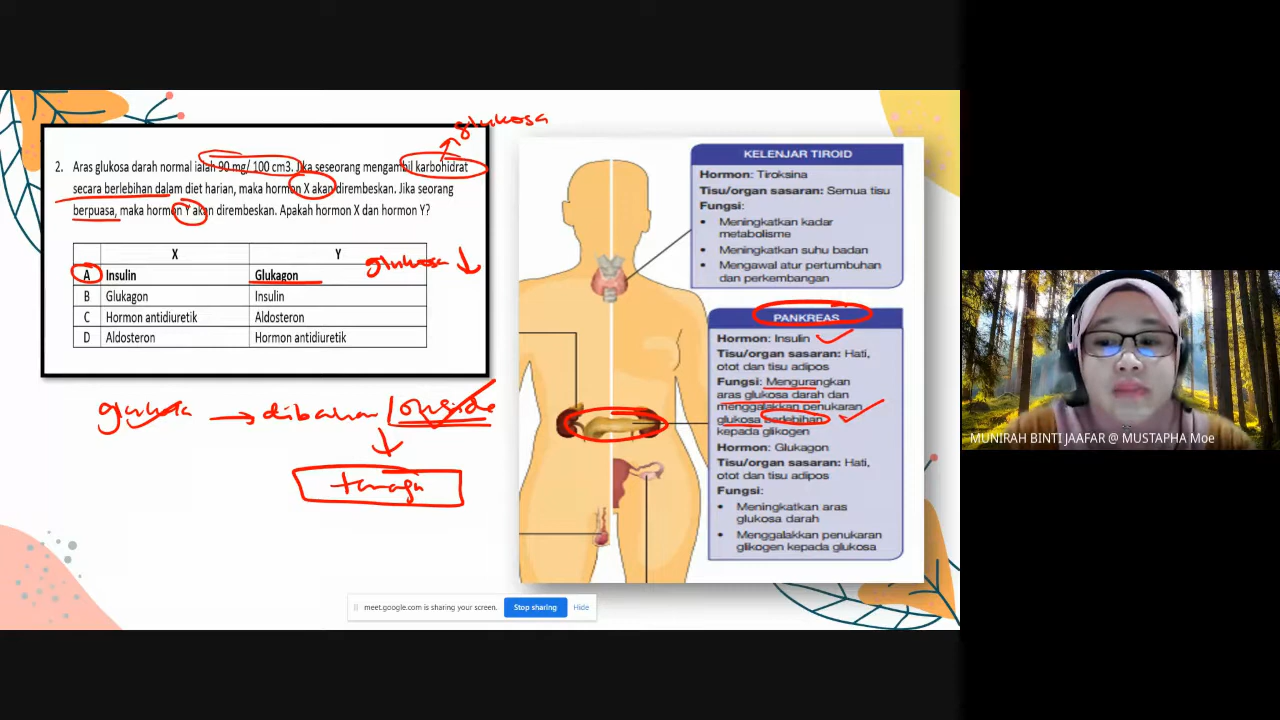 glukosa
2. Aras glukosa darah normal ialah 90 mg/ 100 cm3. Jika seseorang mengambil karbohidrat
secara berlebihan dalam diet harian, maka hormon X akan dirembeskan. Jika seorang
berpuasa, maka hormon Y akan dirembeskan. Apakah hormon X dan hormon Y?
X Y
A Insulin Glukagon
glukosa ↓
B Glukagon Insulin
C Hormon antidiuretik Aldosteron
D Aldosteron Hormon antidiuretik
glukosa → dibakar
tenaga
KELENJAR TIROID
Hormon: Tiroksina
Tisu/organ sasaran: Semua tisu
Fungsi:
• Meningkatkan kadar
metabolisme
• Meningkatkan suhu badan
• Mengawal atur pertumbuhan
dan perkembangan
PANKREAS
Hormon: Insulin
Tisu/organ sasaran: Hati,
otot dan tisu adipos
Fungsi: Mengurangkan
aras glukosa darah dan
menggalakkan penukaran
glukosa berlebihan
kepada glikogen
Hormon: Glukagon
Tisu/organ sasaran: Hati,
otot dan tisu adipos
Fungsi:
• Meningkatkan aras
glukosa darah
• Menggalakkan penukaran
glikogen kepada glukosa
meet.google.com is sharing your screen. Stop sharing Hide
MUNIRAH BINTI JAAFAR @ MUSTAPHA Moe